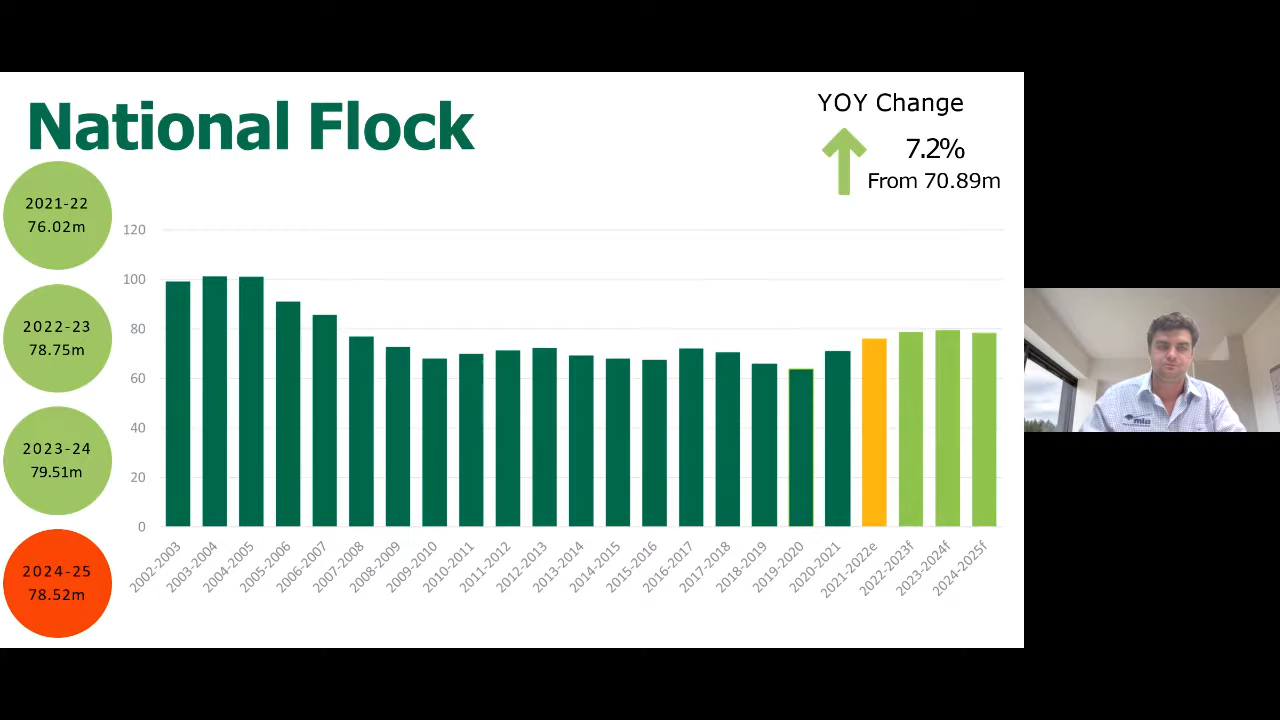 National Flock
YOY Change
7.2%
From 70.89m
2021-22
76.02m
2022-23
78.75m
2023-24
79.51m
2024-25
78.52m
120
100
80
60
40
20
0
2002-2003
2003-2004
2004-2005
2005-2006
2006-2007
2007-2008
2008-2009
2009-2010
2010-2011
2011-2012
2012-2013
2013-2014
2014-2015
2015-2016
2016-2017
2017-2018
2018-2019
2019-2020
2020-2021
2021-2022e
2022-2023f
2023-2024f
2024-2025f
mla